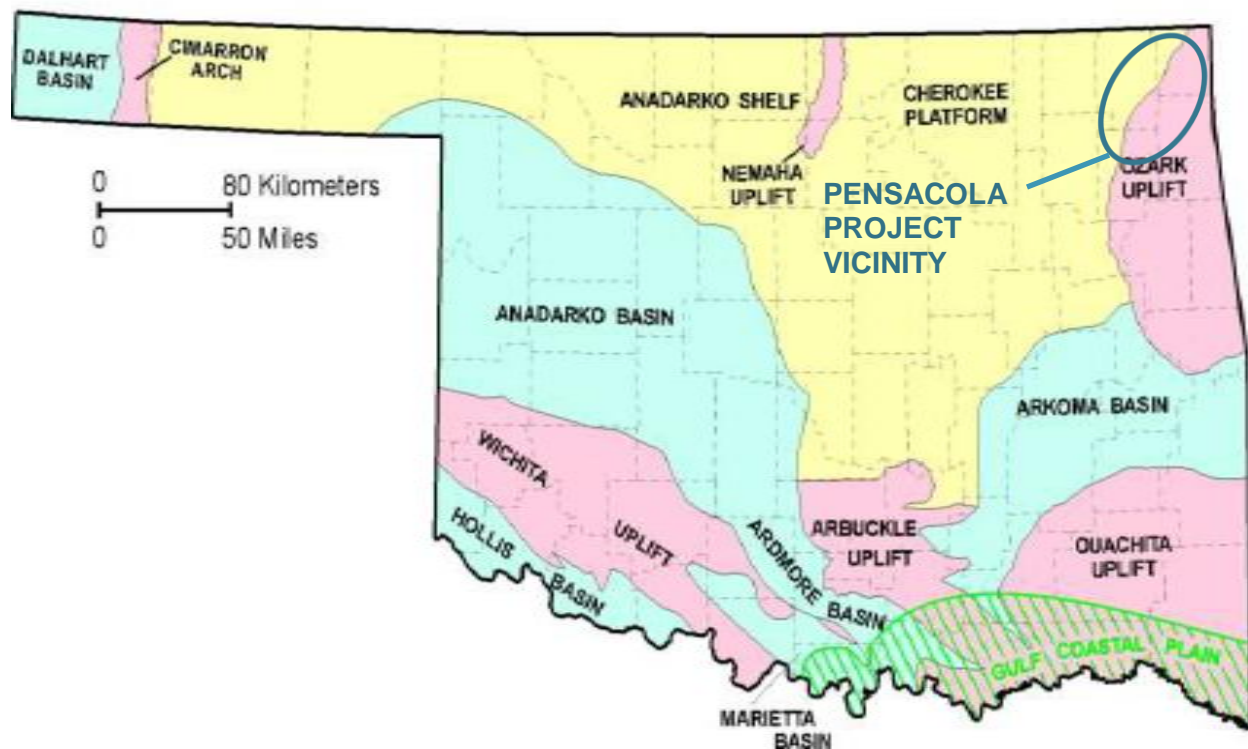 DALHART
BASIN
CIMARRON
ARCH
ANADARKO SHELF
CHEROKEE
PLATFORM
NEMAHA
UPLIFT
OZARK
UPLIFT
PENSACOLA
PROJECT
VICINITY
0 80 Kilometers
0 50 Miles
ANADARKO BASIN
ARKOMA BASIN
WICHITA
UPLIFT
HOLLIS
BASIN
ARDMORE BASIN
ARBUCKLE
UPLIFT
OUACHITA
UPLIFT
GULF COASTAL PLAIN
MARIETTA
BASIN